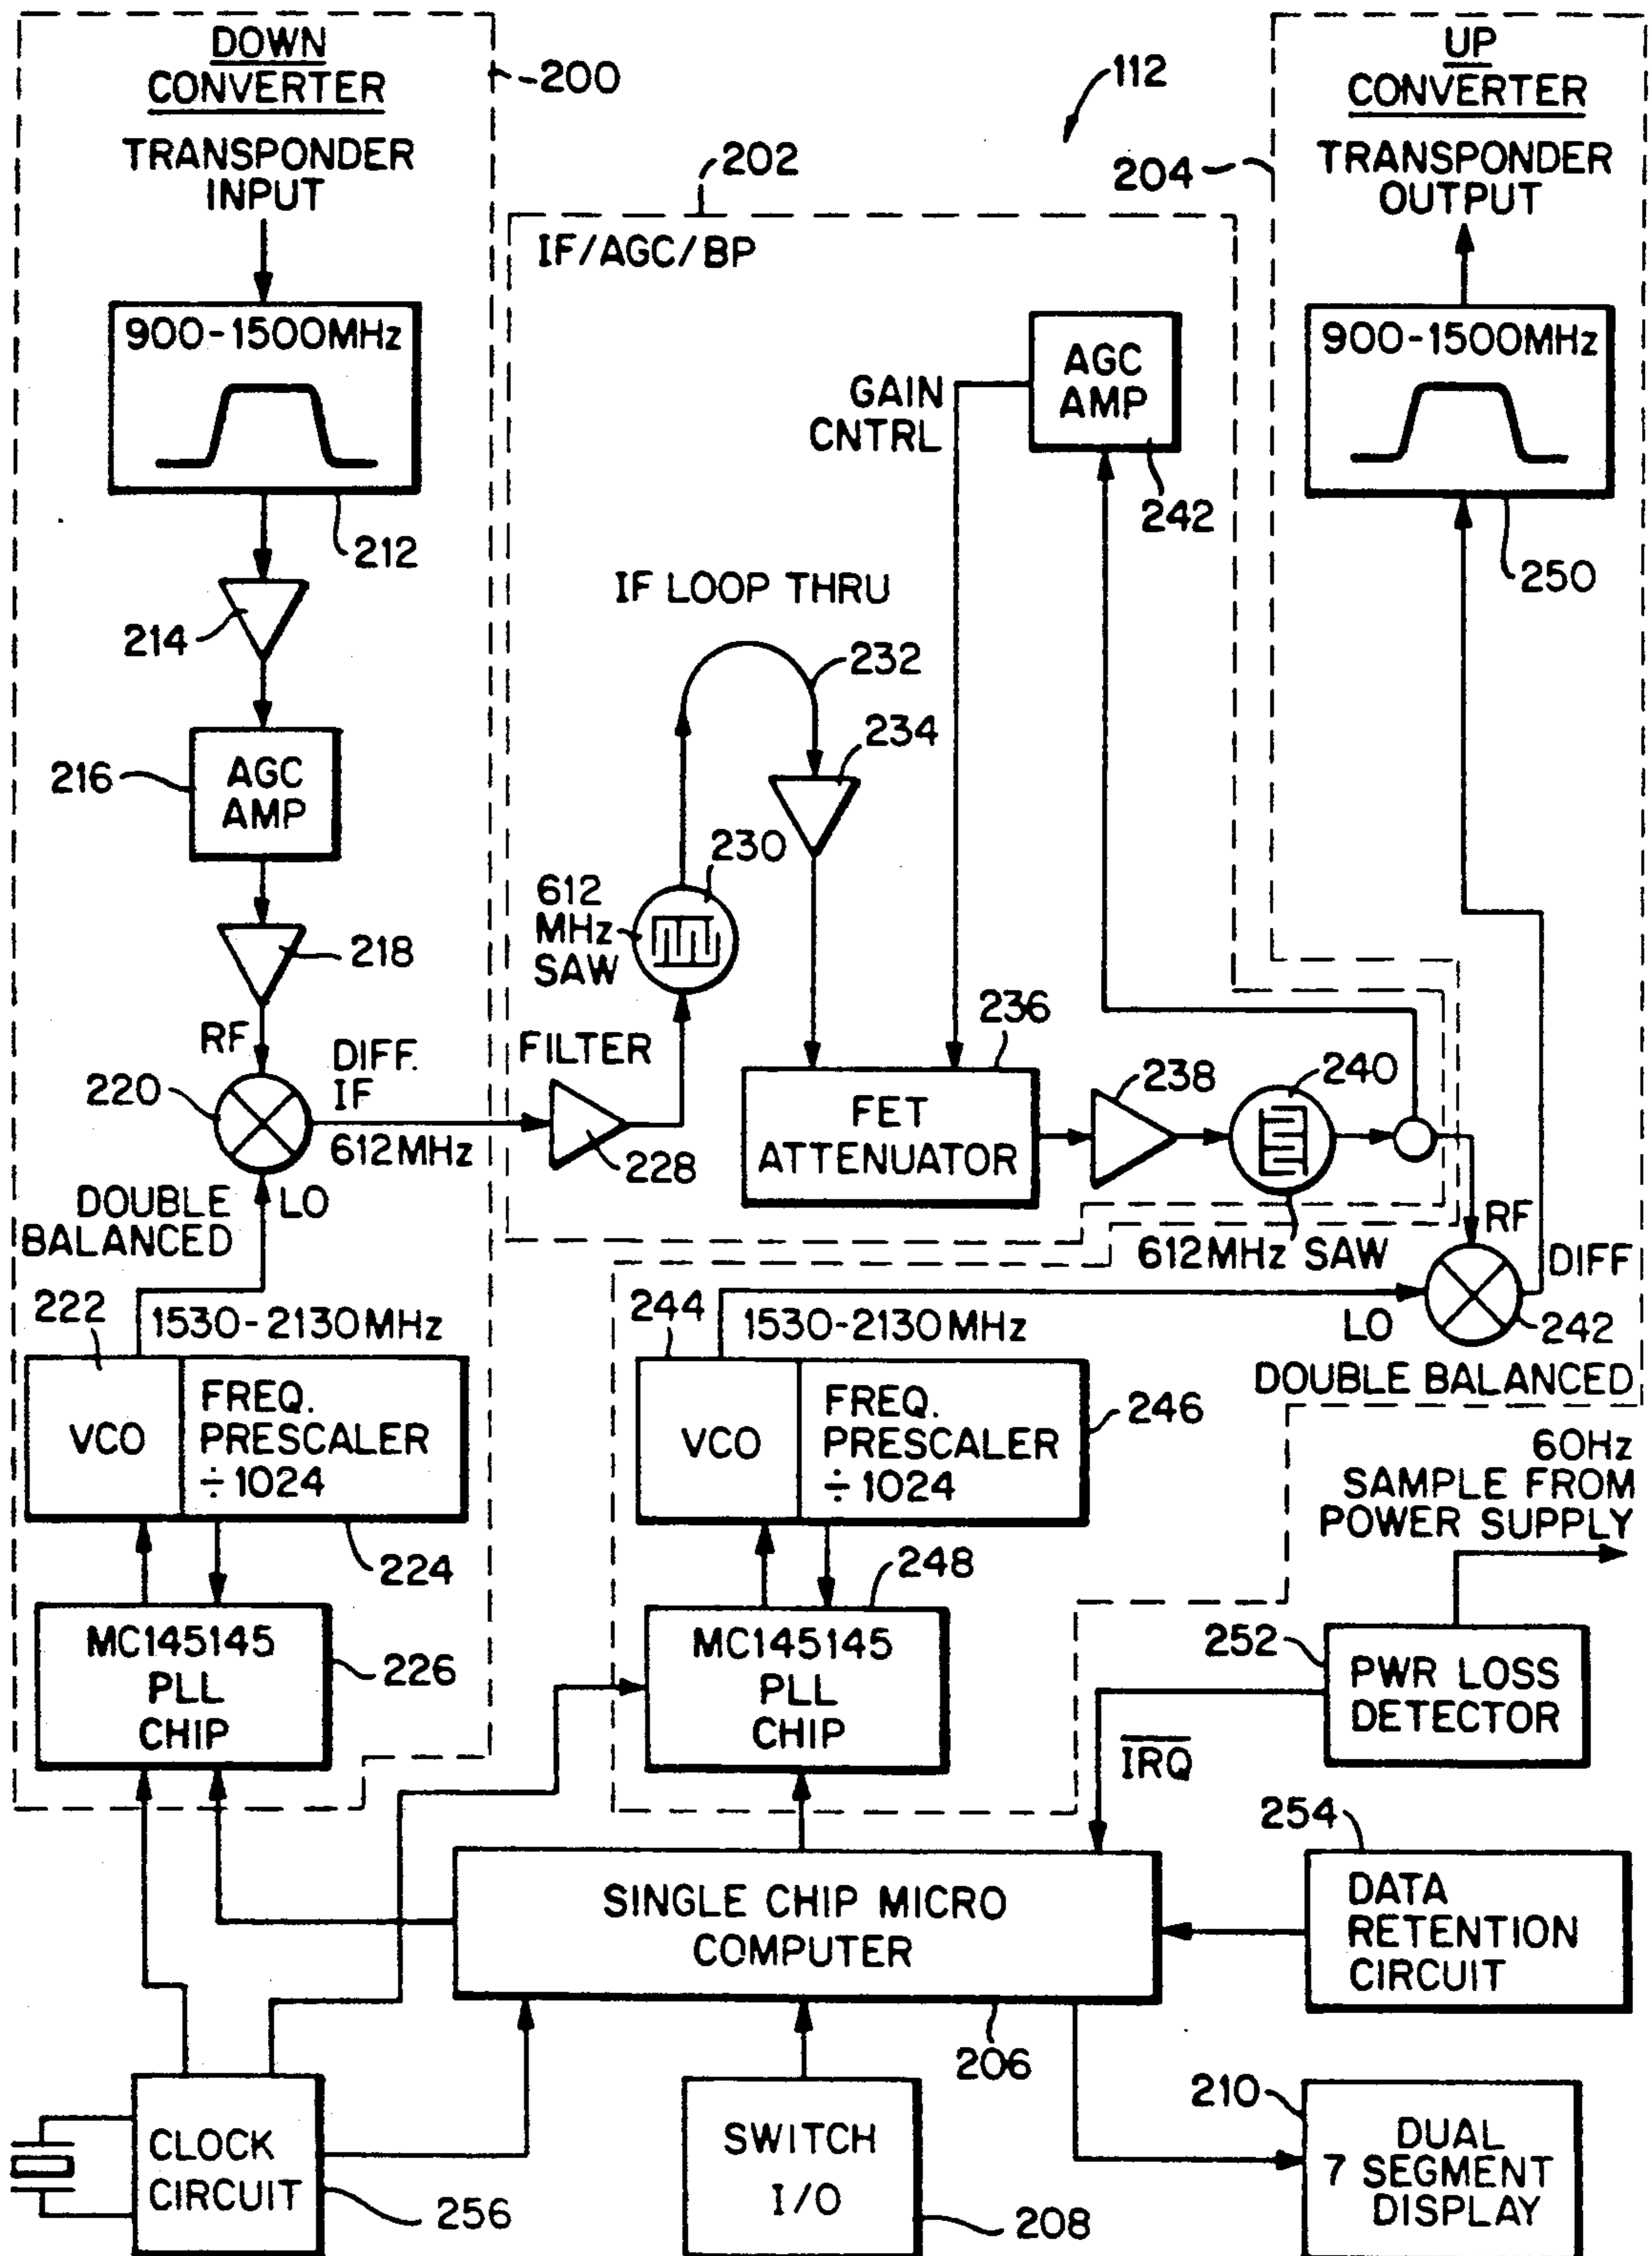 DOWN
CONVERTER
200
TRANSPONDER
INPUT
900-1500MHz
212
214
216
AGC
AMP
218
RF
220
DIFF.
IF
612MHz
DOUBLE
BALANCED
LO
222
1530-2130MHz
VCO
FREQ.
PRESCALER
÷1024
224
MC145145
PLL
CHIP
226
112
202
IF/AGC/BP
AGC
AMP
242
GAIN
CNTRL
IF LOOP THRU
232
234
230
612
MHz
SAW
FILTER
228
236
FET
ATTENUATOR
238
240
612MHz SAW
UP
CONVERTER
204
TRANSPONDER
OUTPUT
900-1500MHz
250
RF
DIFF
LO
242
DOUBLE BALANCED
244
1530-2130MHz
VCO
FREQ.
PRESCALER
÷1024
246
248
MC145145
PLL
CHIP
60Hz
SAMPLE FROM
POWER SUPPLY
252
PWR LOSS
DETECTOR
IRQ
254
DATA
RETENTION
CIRCUIT
SINGLE CHIP MICRO
COMPUTER
206
CLOCK
CIRCUIT
256
SWITCH
I/O
208
210
DUAL
7 SEGMENT
DISPLAY